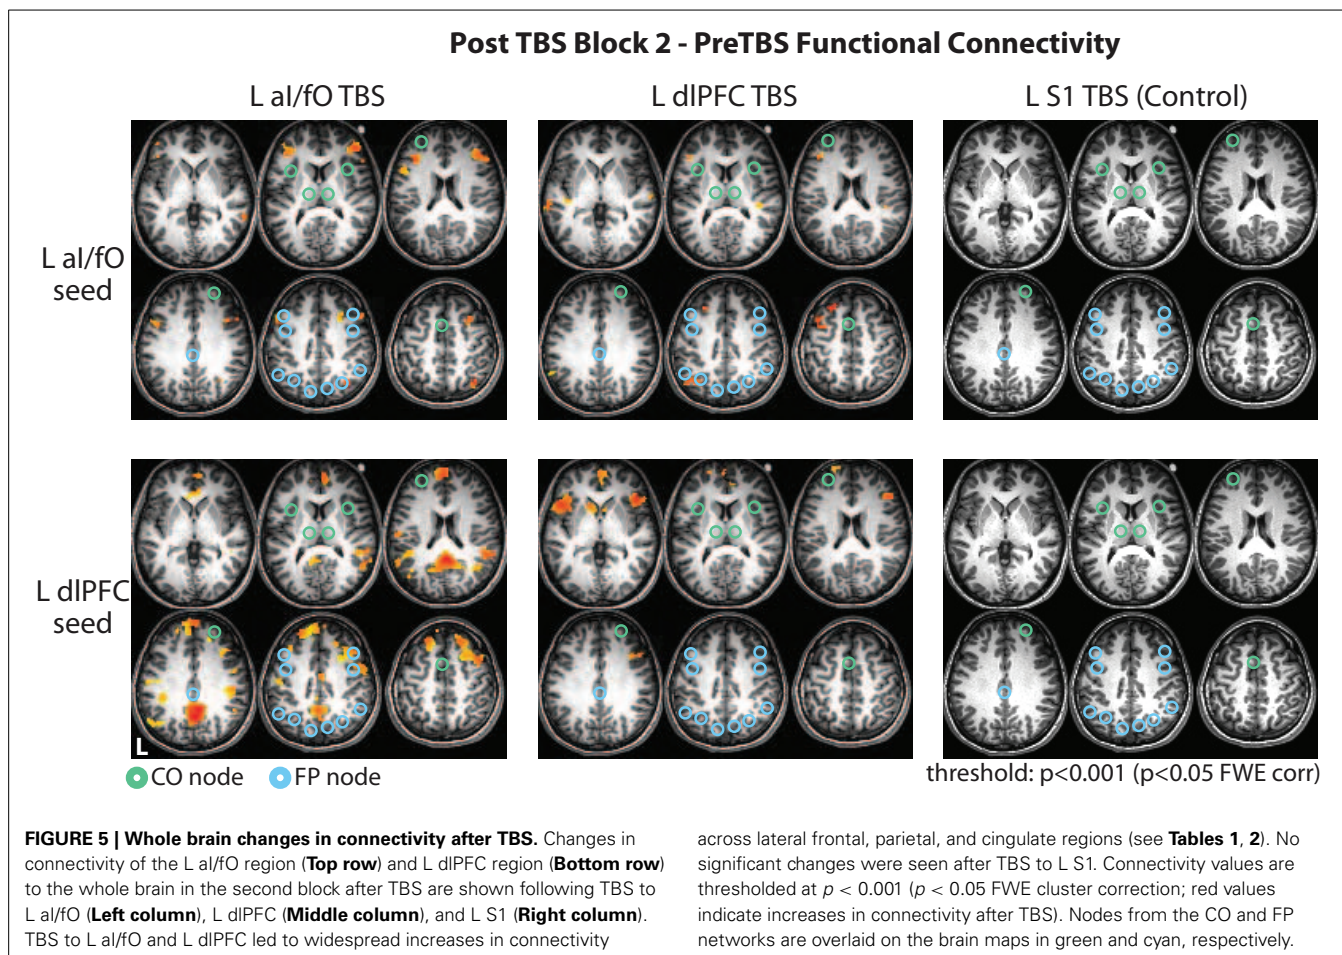 Post TBS Block 2 - PreTBS Functional Connectivity
L aI/fO TBS
L dlPFC TBS
L S1 TBS (Control)
L aI/fO
seed
L dlPFC
seed
L
CO node
FP node
threshold: p<0.001 (p<0.05 FWE corr)
FIGURE 5 | Whole brain changes in connectivity after TBS. Changes in
connectivity of the L aI/fO region (Top row) and L dlPFC region (Bottom row)
to the whole brain in the second block after TBS are shown following TBS to
L aI/fO (Left column), L dlPFC (Middle column), and L S1 (Right column).
TBS to L aI/fO and L dlPFC led to widespread increases in connectivity
across lateral frontal, parietal, and cingulate regions (see Tables 1, 2). No
significant changes were seen after TBS to L S1. Connectivity values are
thresholded at p < 0.001 (p < 0.05 FWE cluster correction; red values
indicate increases in connectivity after TBS). Nodes from the CO and FP
networks are overlaid on the brain maps in green and cyan, respectively.